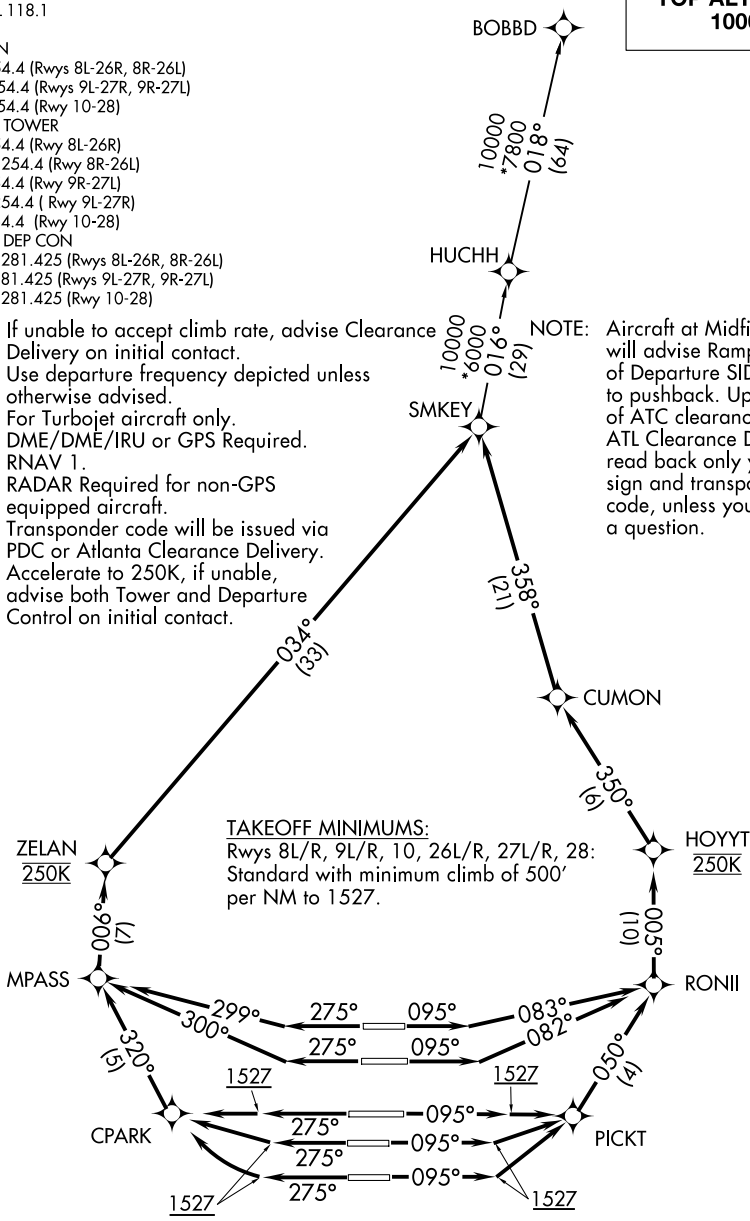 118.1
TOP ALT
1000
N
54.4 (Rwys 8L-26R, 8R-26L)
54.4 (Rwys 9L-27R, 9R-27L)
54.4 (Rwy 10-28)
TOWER
4.4 (Rwy 8L-26R)
254.4 (Rwy 8R-26L)
4.4 (Rwy 9R-27L)
54.4 ( Rwy 9L-27R)
4.4 (Rwy 10-28)
DEP CON
281.425 (Rwys 8L-26R, 8R-26L)
81.425 (Rwys 9L-27R, 9R-27L)
281.425 (Rwy 10-28)
If unable to accept climb rate, advise Clearance
Delivery on initial contact.
Use departure frequency depicted unless
otherwise advised.
For Turbojet aircraft only.
DME/DME/IRU or GPS Required.
RNAV 1.
RADAR Required for non-GPS
equipped aircraft.
Transponder code will be issued via
PDC or Atlanta Clearance Delivery.
Accelerate to 250K, if unable,
advise both Tower and Departure
Control on initial contact.
NOTE: Aircraft at Midfi
will advise Ramp
of Departure SID
to pushback. Up
of ATC clearance
ATL Clearance D
read back only y
sign and transpo
code, unless you
a question.
BOBBD
10000
*7800
018°
(64)
HUCHH
10000
*6000
016°
(29)
SMKEY
034°
(33)
358°
(21)
CUMON
350°
(6)
TAKEOFF MINIMUMS:
Rwys 8L/R, 9L/R, 10, 26L/R, 27L/R, 28:
Standard with minimum climb of 500'
per NM to 1527.
ZELAN
250K
HOYYT
250K
006°
(7)
005°
(10)
MPASS
RONII
299°
275°
095°
083°
300°
275°
095°
082°
320°
(5)
050°
(4)
1527
1527
CPARK
275°
095°
PICKT
275°
095°
275°
095°
1527
1527